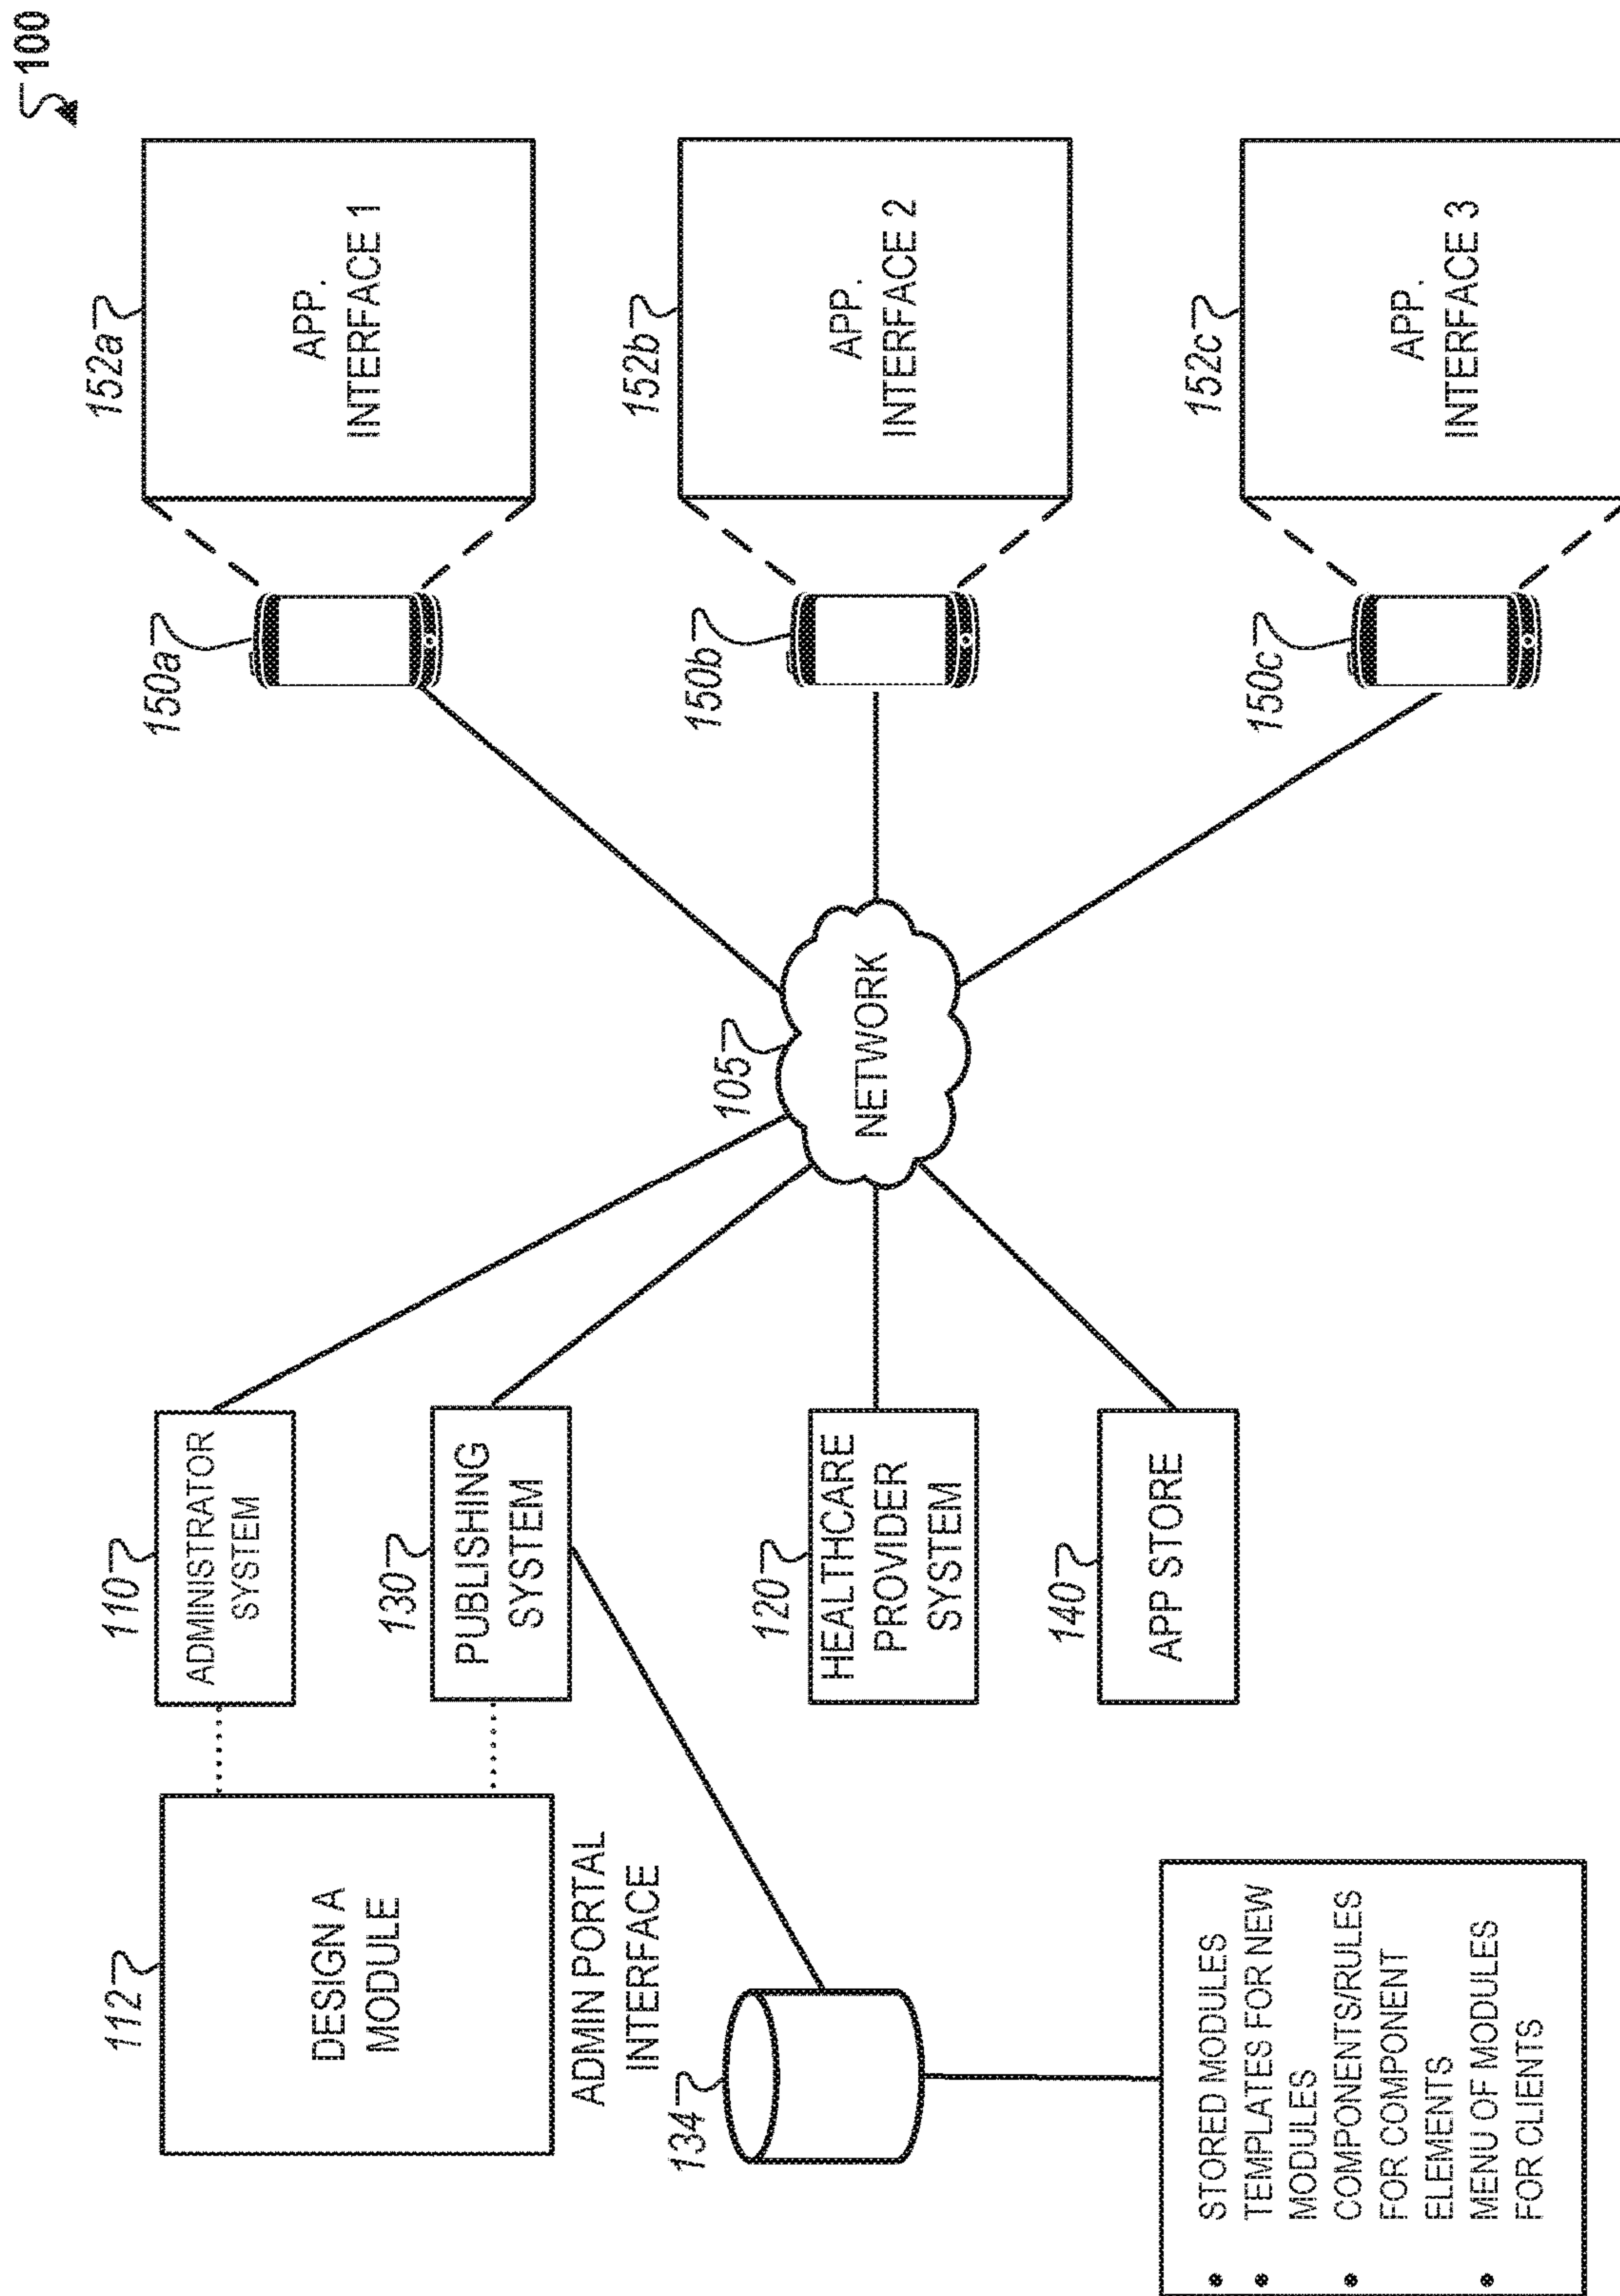 100
112
DESIGN A
MODULE
ADMIN PORTAL
INTERFACE
110
ADMINISTRATOR
SYSTEM
130
PUBLISHING
SYSTEM
120
HEALTHCARE
PROVIDER
SYSTEM
140
APP STORE
134
• STORED MODULES
• TEMPLATES FOR NEW
MODULES
• COMPONENTS/RULES
FOR COMPONENT
ELEMENTS
• MENU OF MODULES
FOR CLIENTS
105
NETWORK
150a
152a
APP.
INTERFACE 1
150b
152b
APP.
INTERFACE 2
150c
152c
APP.
INTERFACE 3